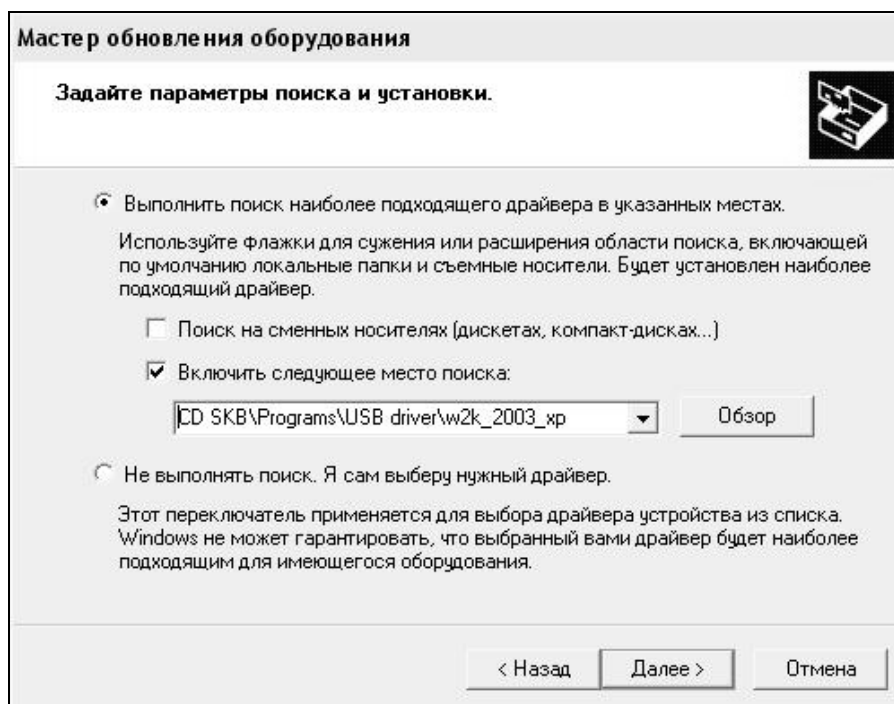 Мастер обновления оборудования
Задайте параметры поиска и установки.
Выполнить поиск наиболее подходящего драйвера в указанных местах.
Используйте флажки для сужения или расширения области поиска, включающей
по умолчанию локальные папки и съемные носители. Будет установлен наиболее
подходящий драйвер.
Поиск на сменных носителях (дискетах, компакт-дисках...)
Включить следующее место поиска:
CD SKB\Programs\USB driver\w2k_2003_xp
Обзор
Не выполнять поиск. Я сам выберу нужный драйвер.
Этот переключатель применяется для выбора драйвера устройства из списка.
Windows не может гарантировать, что выбранный вами драйвер будет наиболее
подходящим для имеющегося оборудования.
< Назад
Далее >
Отмена